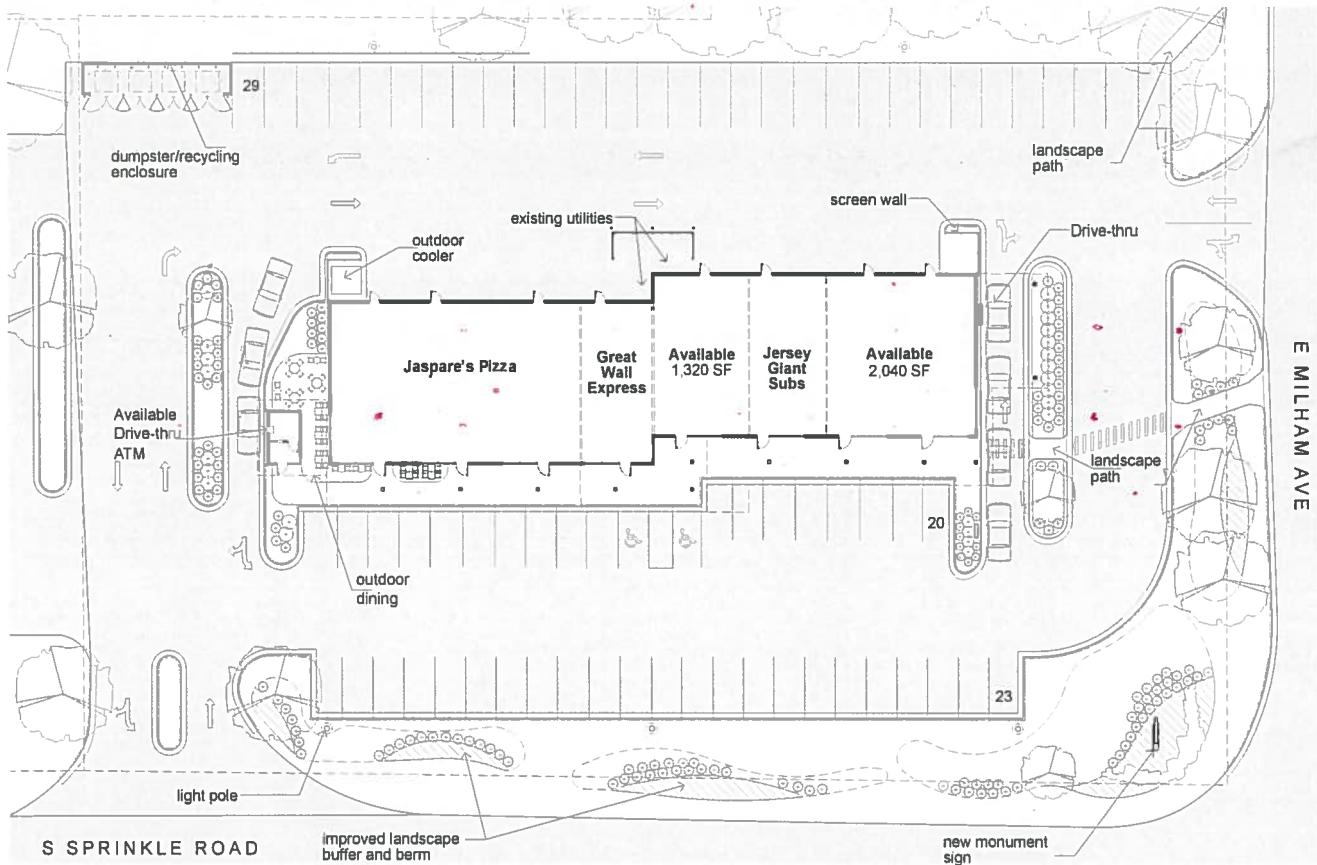 29
dumpster/recycling
enclosure
landscape
path
existing utilities
screen wall
outdoor
cooler
Drive-thru
Jaspare's Pizza
Great
Wall
Express
Available
1,320 SF
Jersey
Giant
Subs
Available
2,040 SF
E MILHAM AVE
Available
Drive-thru
ATM
landscape
path
20
outdoor
dining
23
light pole
improved landscape
buffer and berm
new monument
sign
S SPRINKLE ROAD